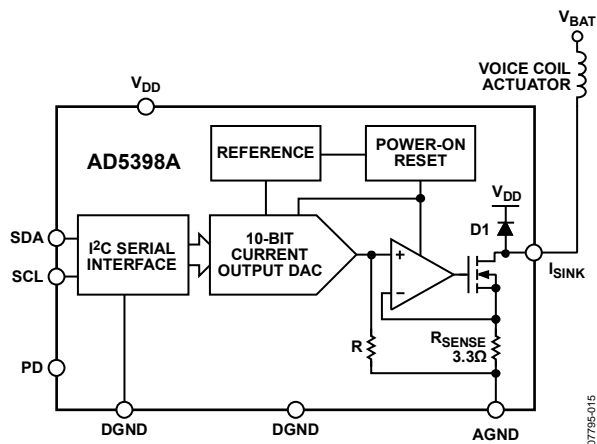 V_BAT
VOICE COIL
ACTUATOR
V_DD
AD5398A
REFERENCE
POWER-ON
RESET
V_DD
D1
SDA
SCL
I²C SERIAL
INTERFACE
10-BIT
CURRENT
OUTPUT DAC
+
−
I_SINK
R
R_SENSE
3.3Ω
PD
DGND
DGND
AGND
07795-015